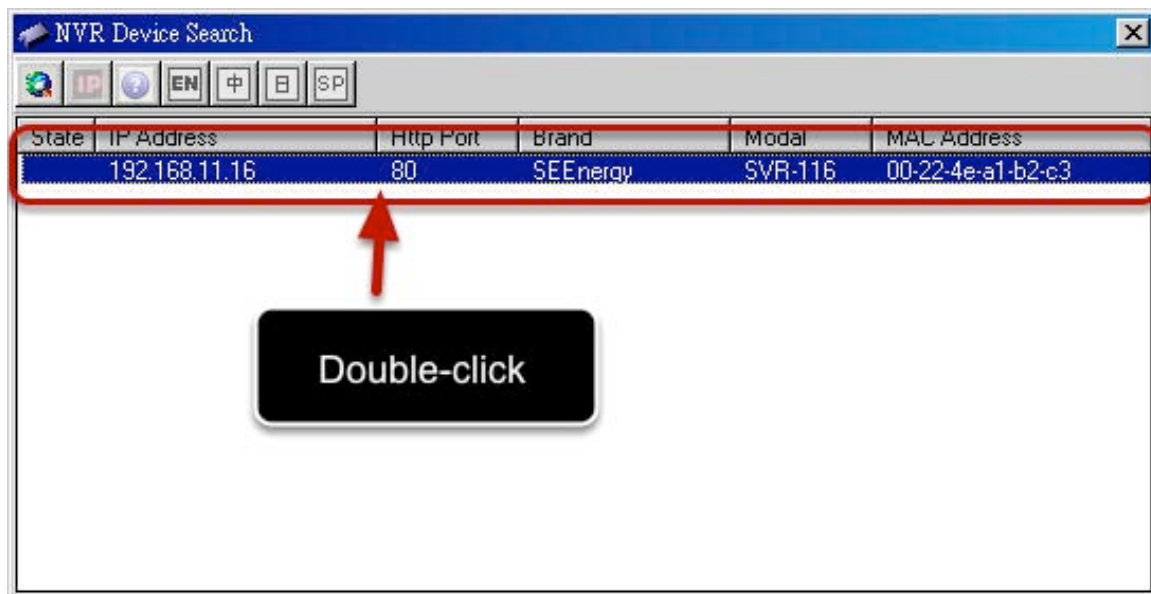 NVR Device Search
IP ? EN 中 日 SP
State IP Address Http Port Brand Modal MAC Address
192.168.11.16 80 SEEnergy SVR-116 00-22-4e-a1-b2-c3
Double-click